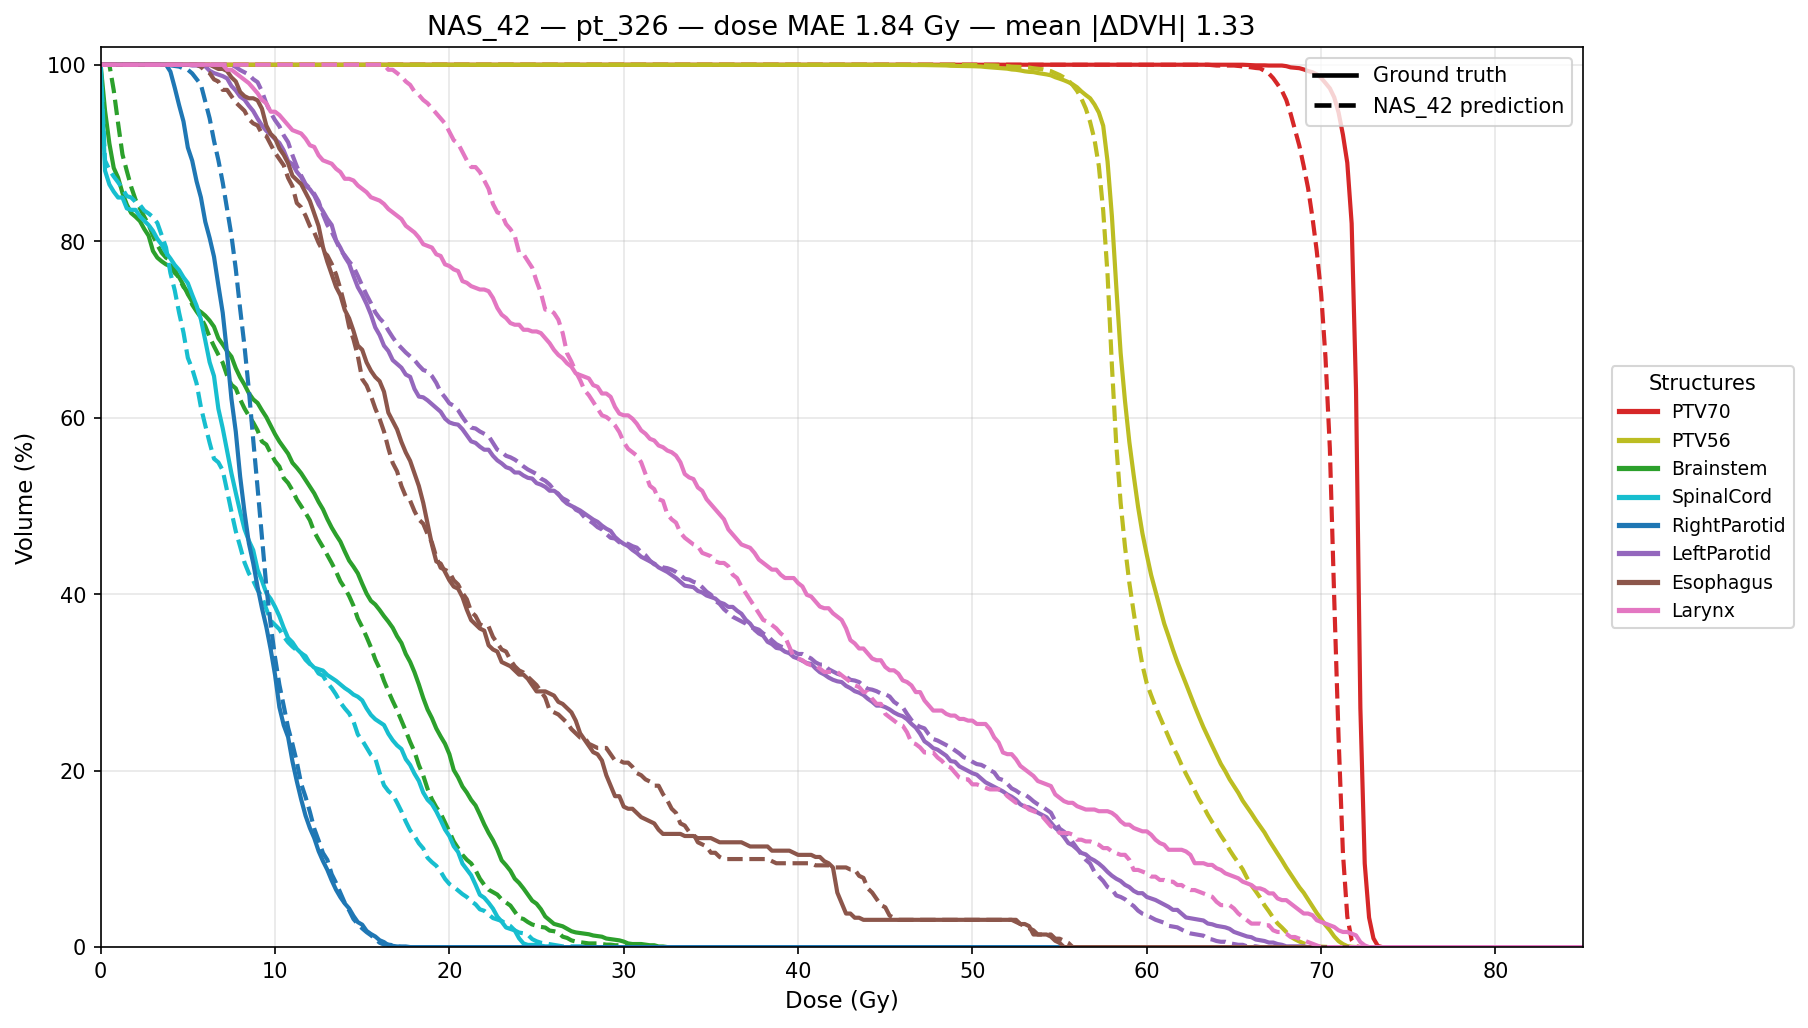 NAS_42 — pt_326 — dose MAE 1.84 Gy — mean |ΔDVH| 1.33
Ground truth
NAS_42 prediction
Volume (%)
100
80
60
40
20
0
0 10 20 30 40 50 60 70 80
Dose (Gy)
Structures
PTV70
PTV56
Brainstem
SpinalCord
RightParotid
LeftParotid
Esophagus
Larynx